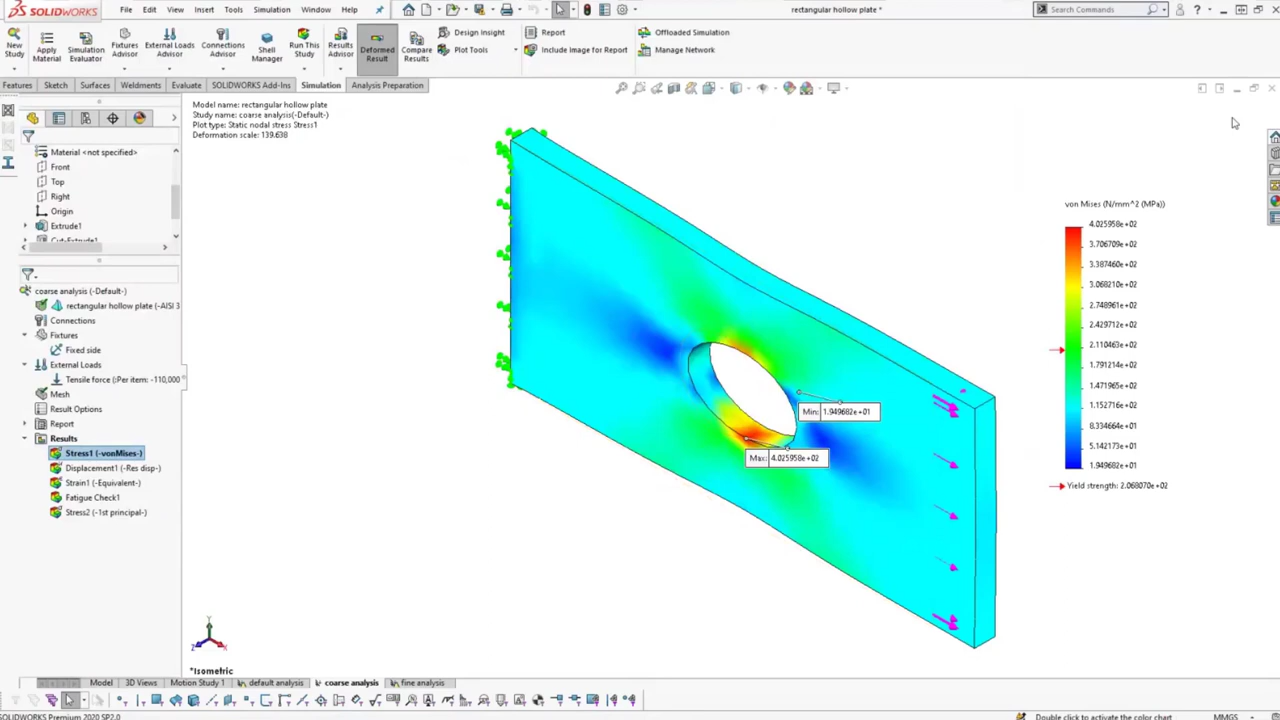 SOLIDWORKS File Edit View Insert Tools Simulation Window Help rectangular hollow plate * Search Commands
New Study Apply Material Simulation Evaluator Fixtures Advisor External Loads Advisor Connections Advisor Shell Manager Run This Study Results Advisor Deformed Result Compare Results Design Insight Plot Tools Report Include Image for Report Offloaded Simulation Manage Network
Features Sketch Surfaces Weldments Evaluate SOLIDWORKS Add-Ins Simulation Analysis Preparation
Model name: rectangular hollow plate
Study name: coarse analysis(-Default-)
Plot type: Static nodal stress Stress1
Deformation scale: 139.638
Material <not specified>
Front
Top
Right
Origin
Extrude1
Cut-Extrude1
coarse analysis (-Default-)
rectangular hollow plate (-AISI 3
Connections
Fixtures
Fixed side
External Loads
Tensile force (:Per item: -110,000
Mesh
Result Options
Report
Results
Stress1 (-vonMises-)
Displacement1 (-Res disp-)
Strain1 (-Equivalent-)
Fatigue Check1
Stress2 (-1st principal-)
Min: 1.949682e+01
Max: 4.025958e+02
von Mises (N/mm^2 (MPa))
4.025958e+02
3.706709e+02
3.387460e+02
3.068210e+02
2.748961e+02
2.429712e+02
2.110463e+02
1.791214e+02
1.471965e+02
1.152716e+02
8.334664e+01
5.142173e+01
1.949682e+01
Yield strength: 2.068070e+02
Y
Z
X
*Isometric
Model 3D Views Motion Study 1 default analysis coarse analysis fine analysis
SOLIDWORKS Premium 2020 SP2.0 Double click to activate the color chart MMGS